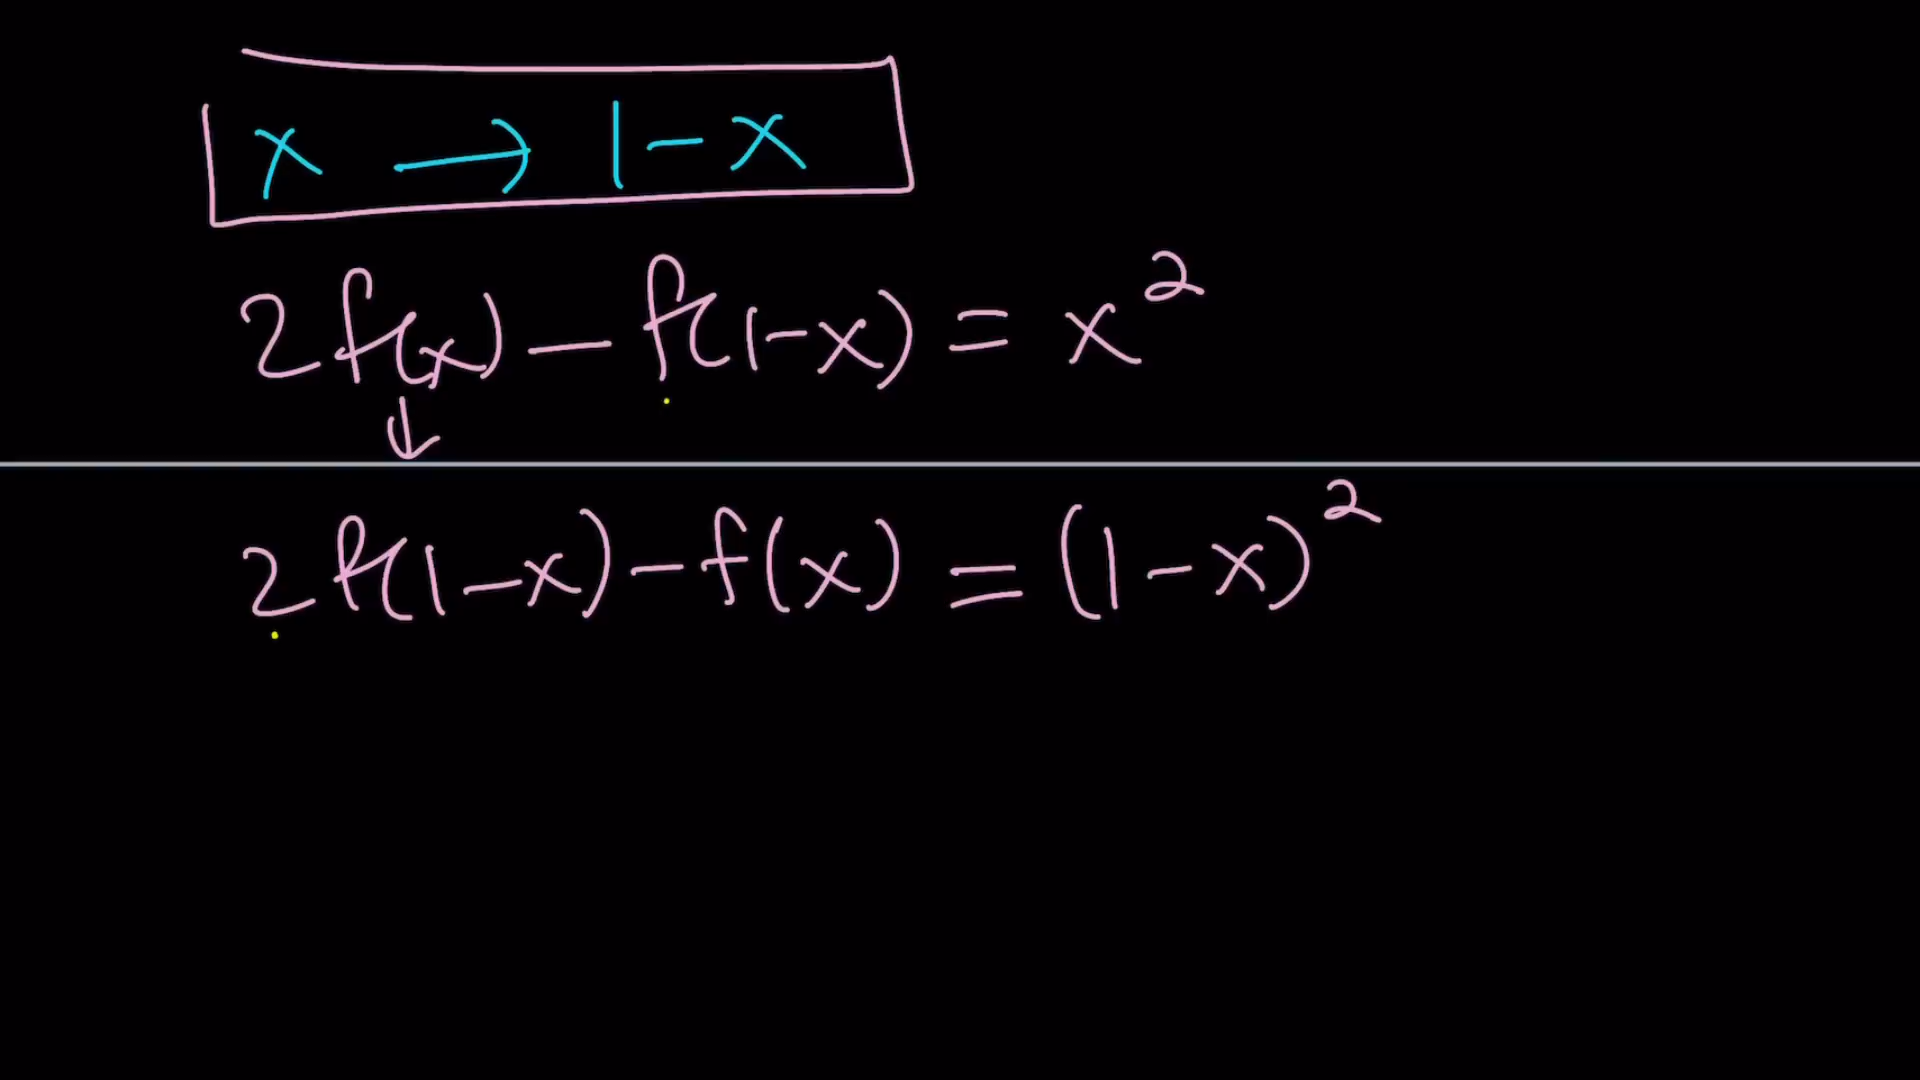 x → 1-x
2f(x) - f(1-x) = x²
↓
2f(1-x) - f(x) = (1-x)²